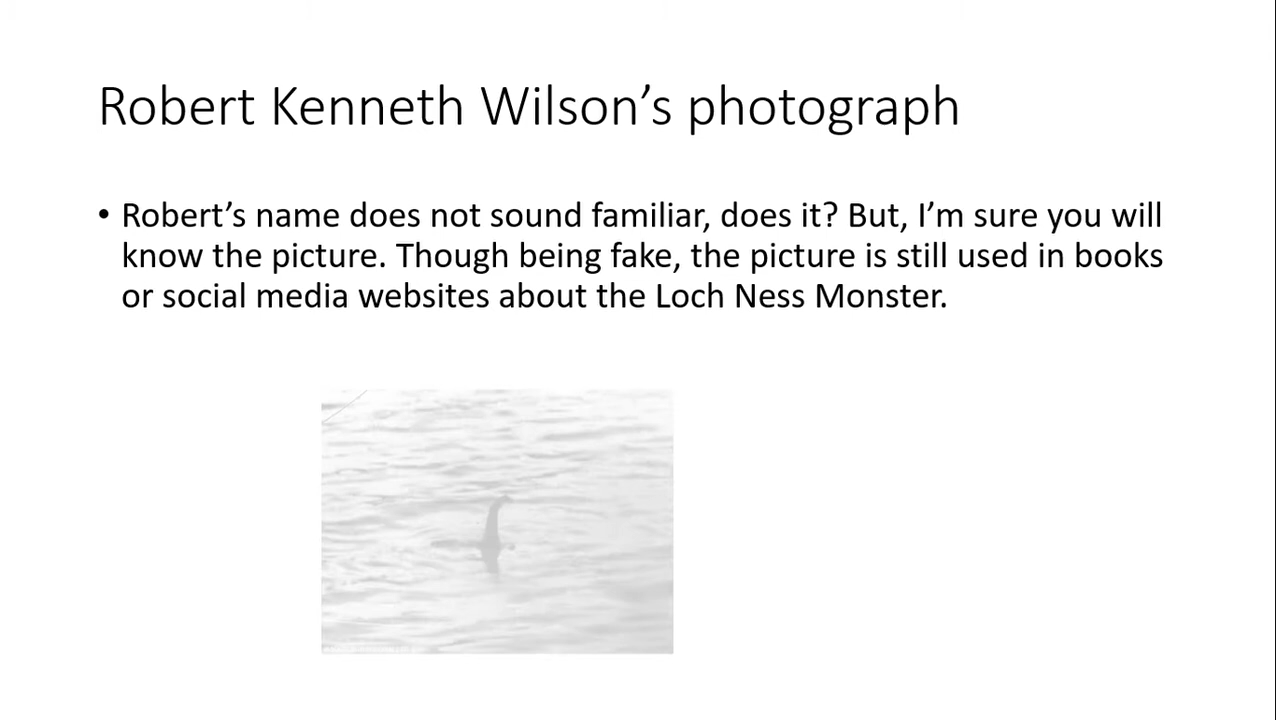 Robert Kenneth Wilson’s photograph
• Robert’s name does not sound familiar, does it? But, I’m sure you will
know the picture. Though being fake, the picture is still used in books
or social media websites about the Loch Ness Monster.